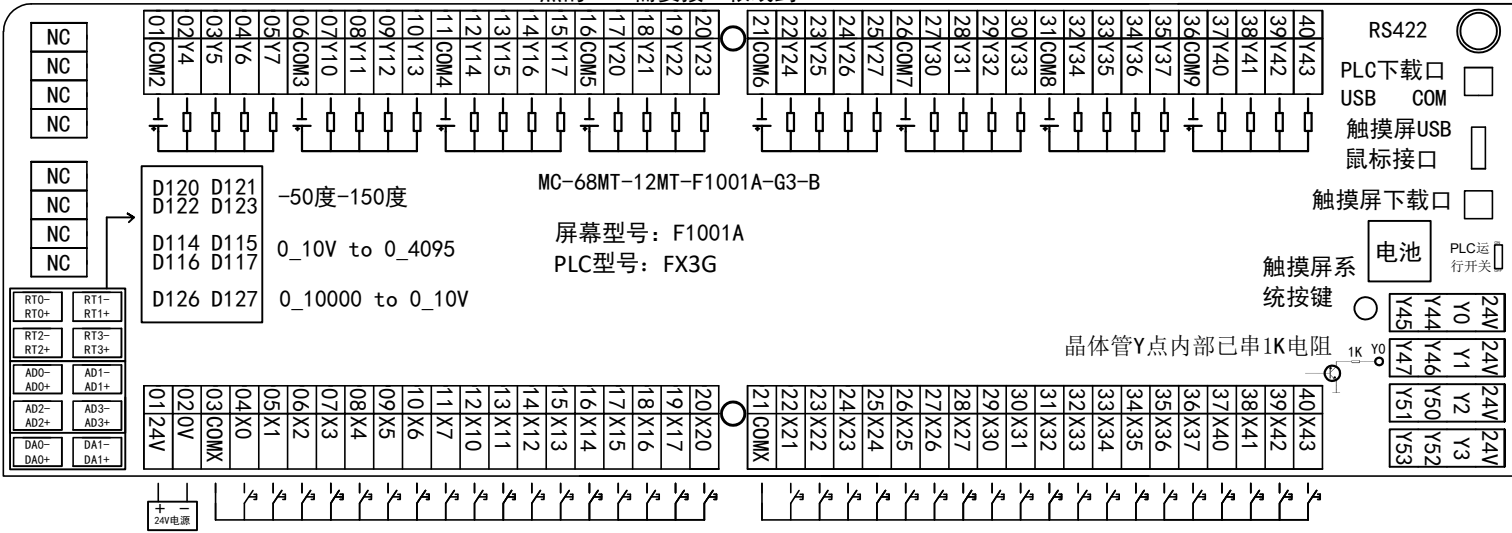 NC
NC
NC
NC
NC
NC
NC
NC
01 COM2
02 Y4
03 Y5
04 Y6
05 Y7
06 COM3
07 Y10
08 Y11
09 Y12
10 Y13
11 COM4
12 Y14
13 Y15
14 Y16
15 Y17
16 COM5
17 Y20
18 Y21
19 Y22
20 Y23
21 COM6
22 Y24
23 Y25
24 Y26
25 Y27
26 COM7
27 Y30
28 Y31
29 Y32
30 Y33
31 COM8
32 Y34
33 Y35
34 Y36
35 Y37
36 COM9
37 Y40
38 Y41
39 Y42
40 Y43
RS422
PLC下载口
USB COM
触摸屏USB
鼠标接口
触摸屏下载口
电池
PLC运
行开关
触摸屏系
统按键
D120 D121
D122 D123
-50度-150度
D114 D115
D116 D117
0_10V to 0_4095
D126 D127
0_10000 to 0_10V
MC-68MT-12MT-F1001A-G3-B
屏幕型号：F1001A
PLC型号：FX3G
RT0- RT1-
RT0+ RT1+
RT2- RT3-
RT2+ RT3+
AD0- AD1-
AD0+ AD1+
AD2- AD3-
AD2+ AD3+
DA0- DA1-
DA0+ DA1+
晶体管Y点内部已串1K电阻
1K Y0
Y45 Y44 Y0 24V
Y47 Y46 Y1 24V
Y51 Y50 Y2 24V
Y53 Y52 Y3 24V
01 24V
02 0V
03 COMX
04 X0
05 X1
06 X2
07 X3
08 X4
09 X5
10 X6
11 X7
12 X10
13 X11
14 X12
15 X13
16 X14
17 X15
18 X16
19 X17
20 X20
21 COMX
22 X21
23 X22
24 X23
25 X24
26 X25
27 X26
28 X27
29 X30
30 X31
31 X32
32 X33
33 X34
34 X35
35 X36
36 X37
37 X40
38 X41
39 X42
40 X43
+ −
24V电源